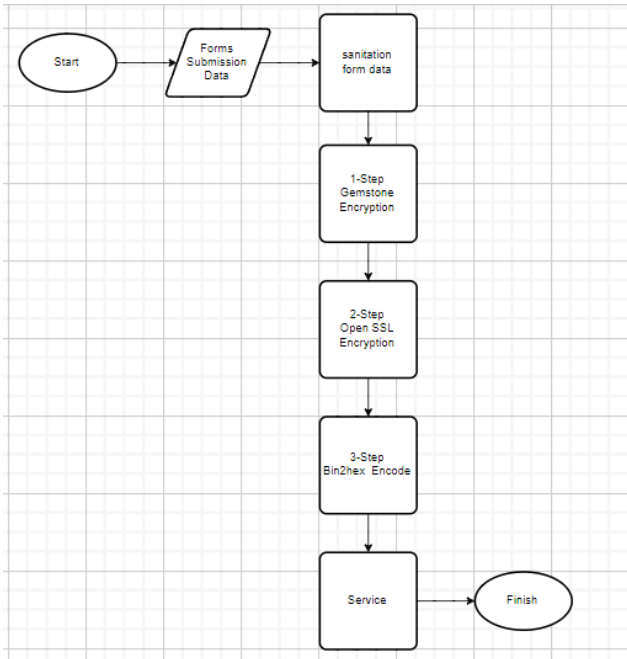 Start
Forms
Submission
Data
sanitation
form data
1-Step
Gemstone
Encryption
2-Step
Open SSL
Encryption
3-Step
Bin2hex Encode
Service
Finish